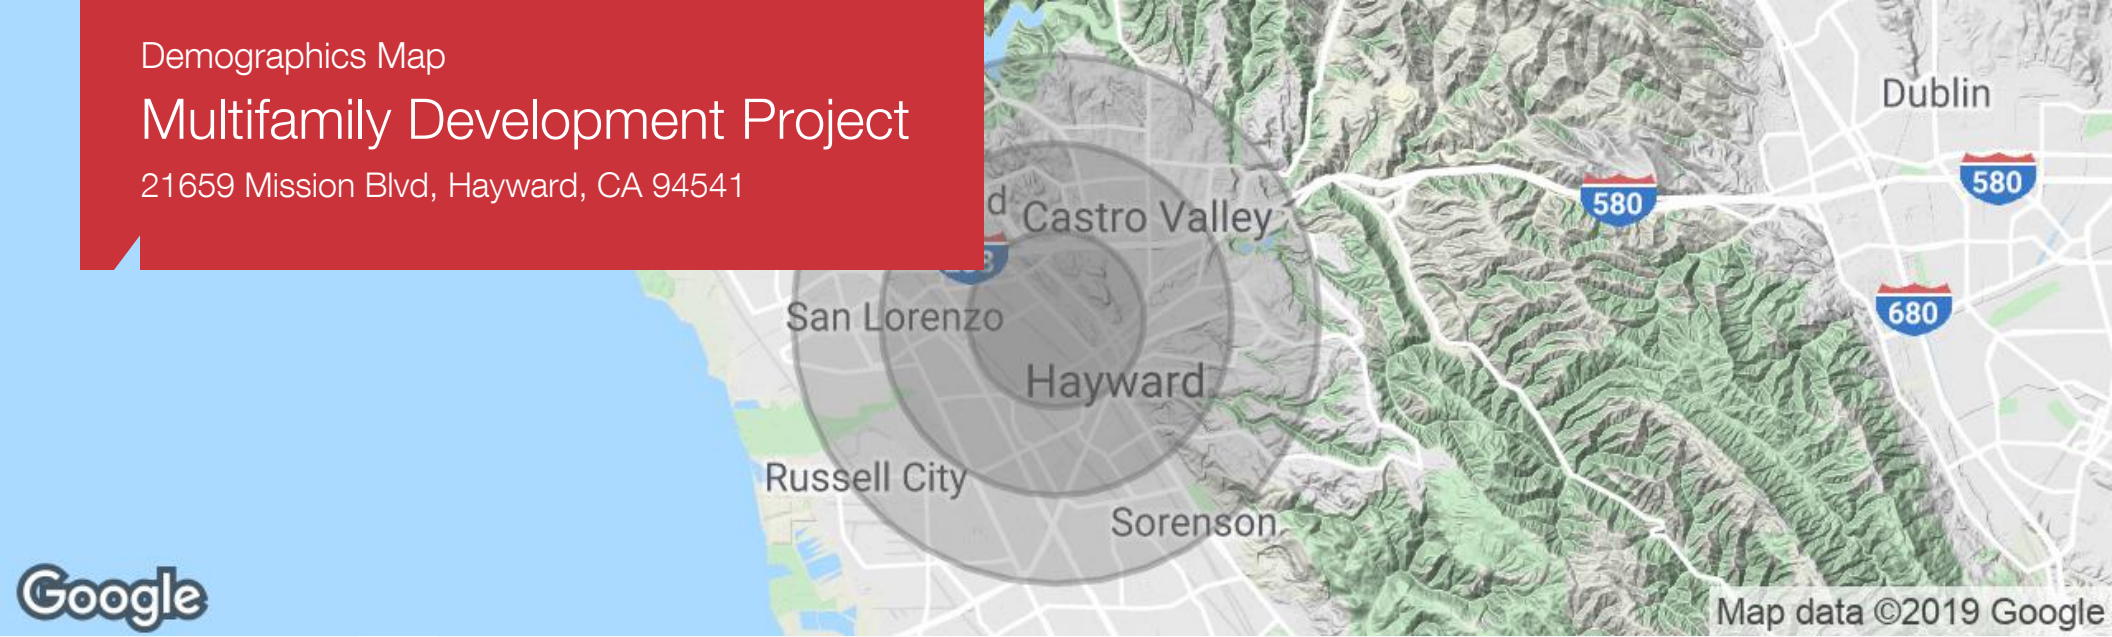 Demographics Map
Multifamily Development Project
21659 Mission Blvd, Hayward, CA 94541
Dublin
580
580
d
Castro Valley
680
San Lorenzo
Hayward
Russell City
Sorenson
Google
Map data ©2019 Google